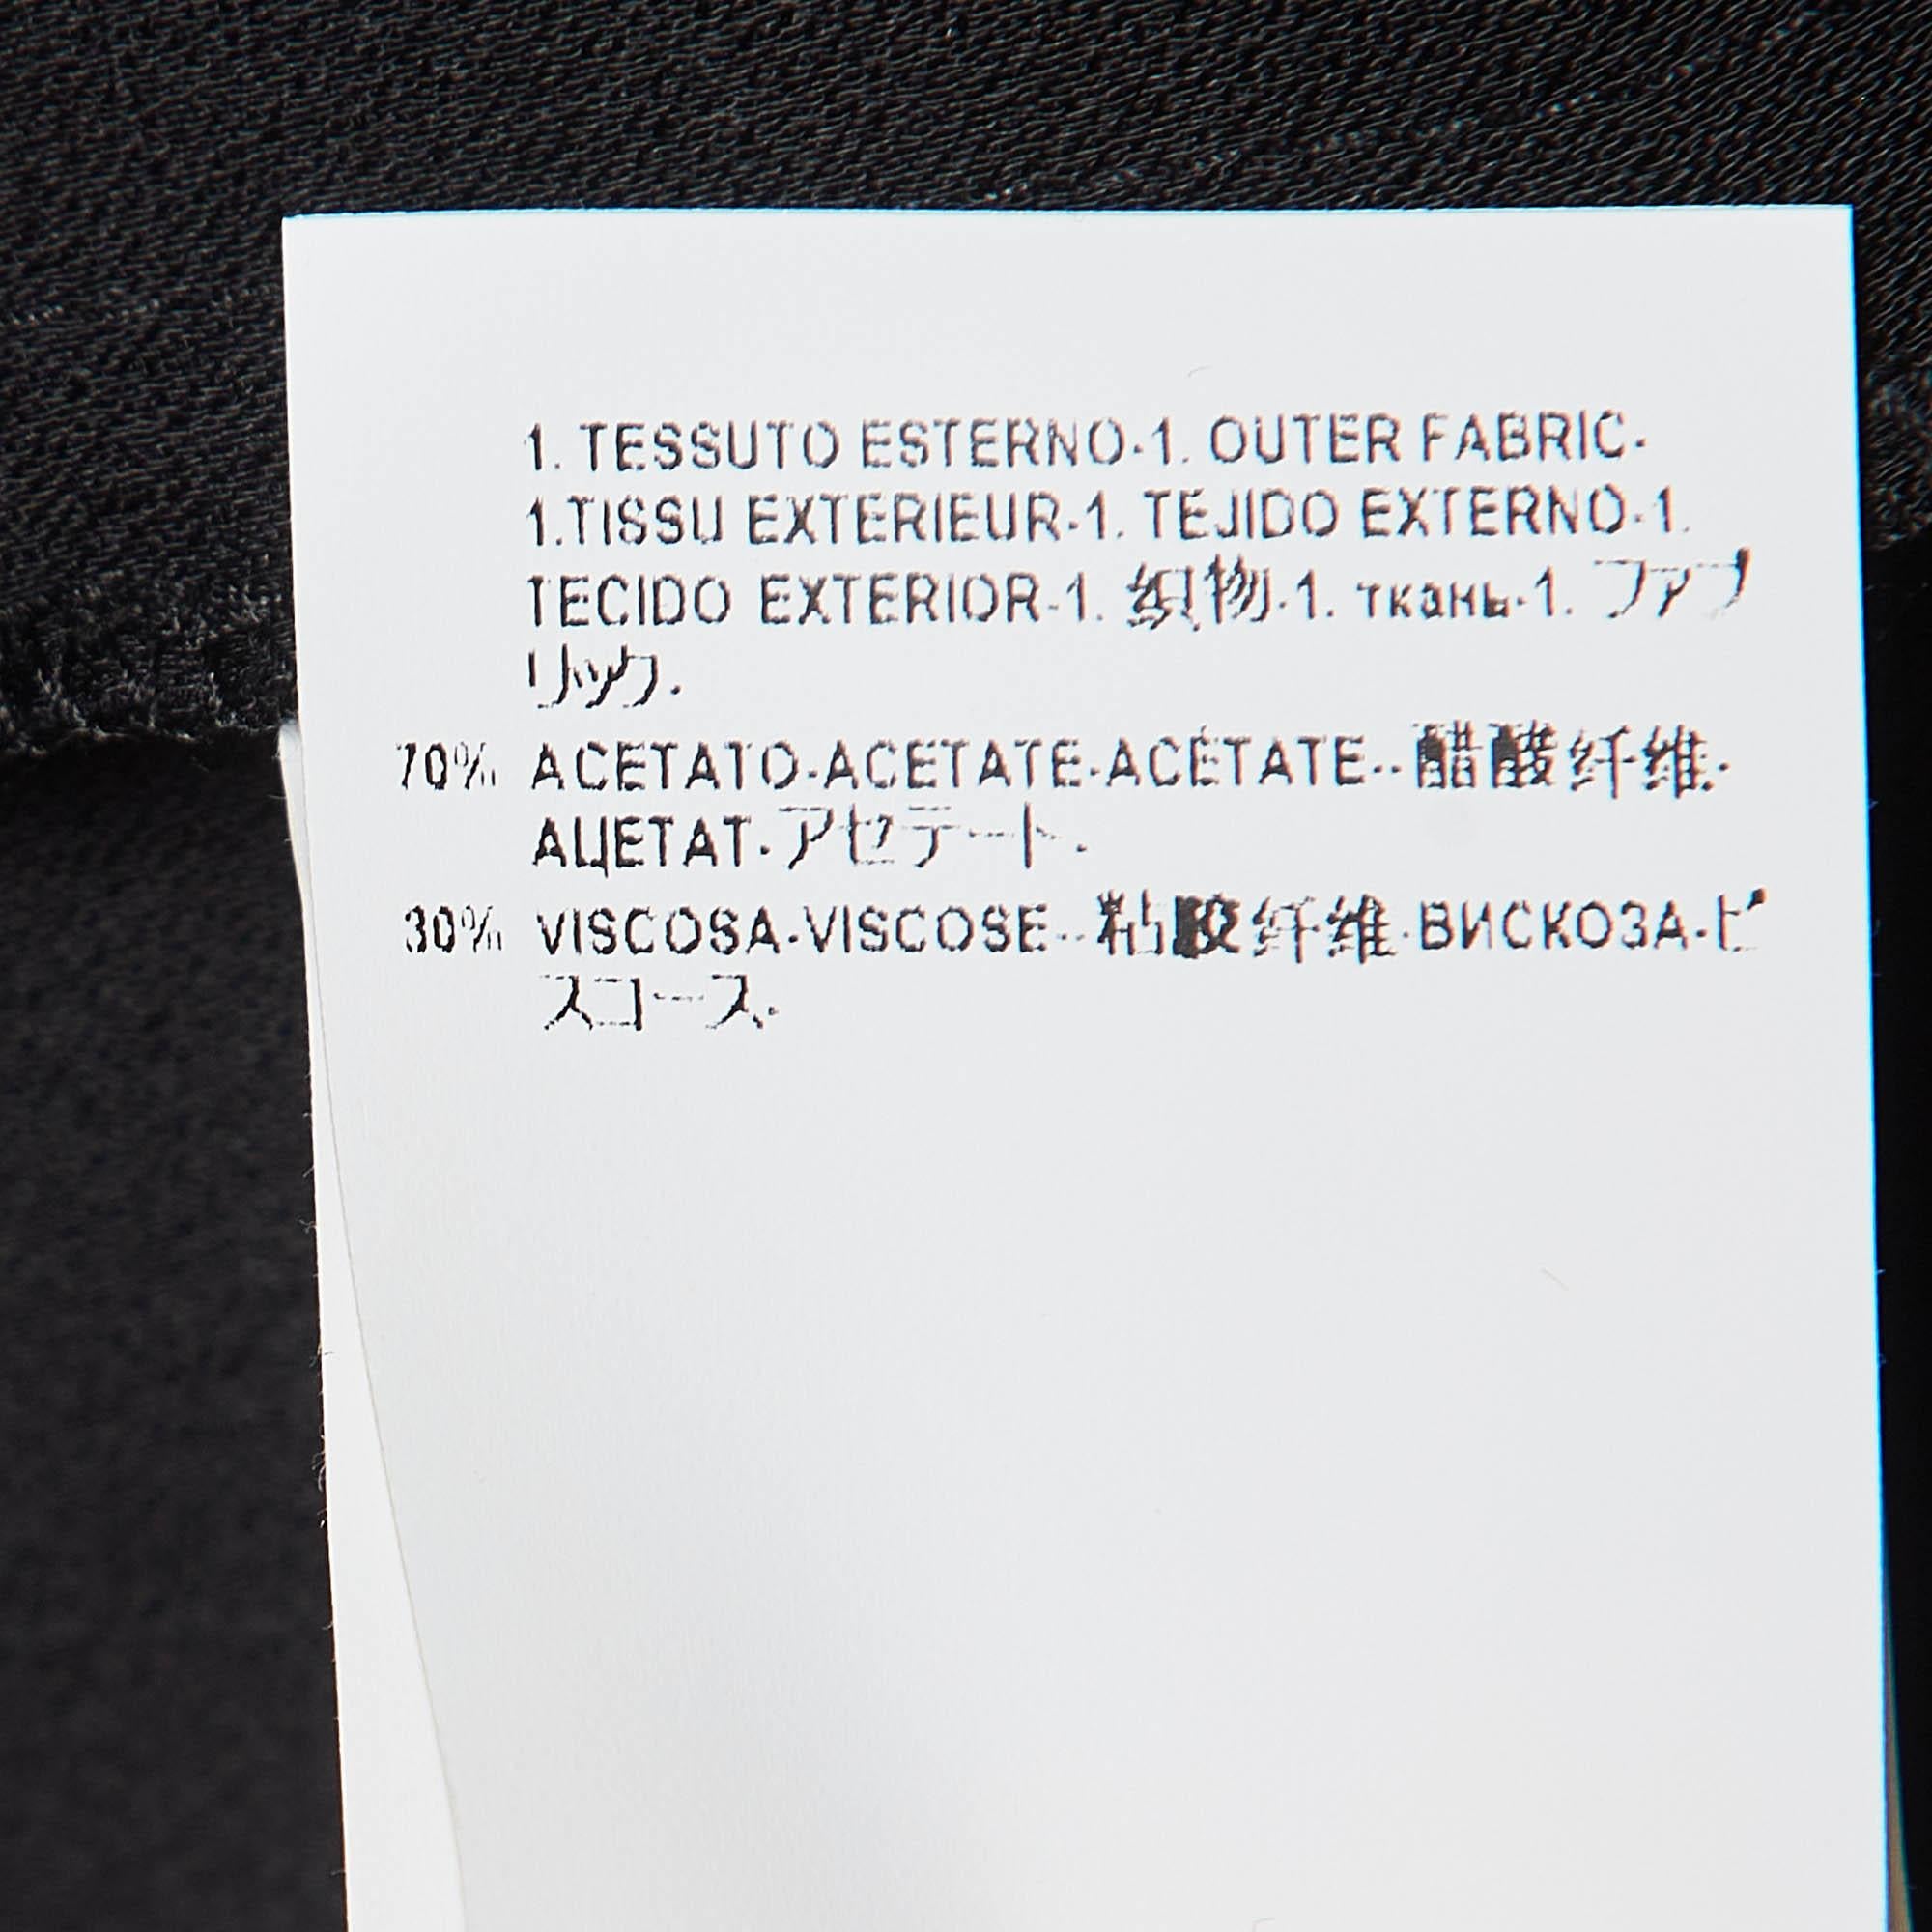 1. TESSUTO ESTERNO-1. OUTER FABRIC-
1.TISSU EXTERIEUR-1. TEJIDO EXTERNO-1.
TECIDO EXTERIOR-1. 织物-1. ткань-1. ファブ
リック.
70% ACETATO-ACETATE-ACÉTATE--醋酸纤维-
АЦЕТАТ-アセテート.
30% VISCOSA-VISCOSE--粘胶纤维-ВИСКОЗА-ビ
スコース.